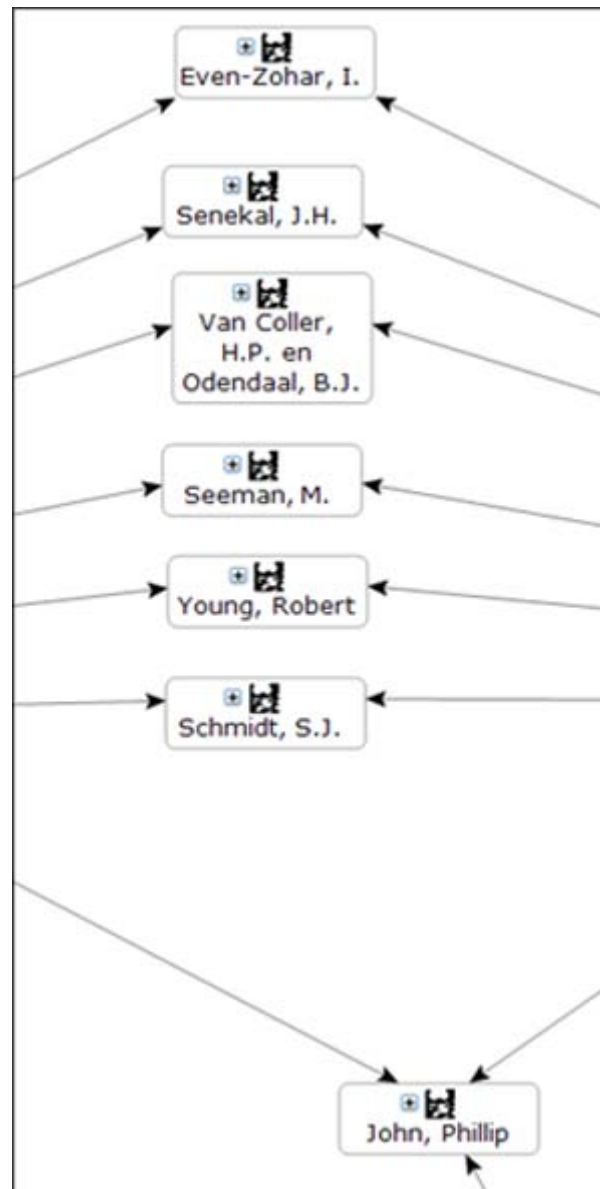 Even-Zohar, I.
Senekal, J.H.
Van Coller,
H.P. en
Odendaal, B.J.
Seeman, M.
Young, Robert
Schmidt, S.J.
John, Phillip